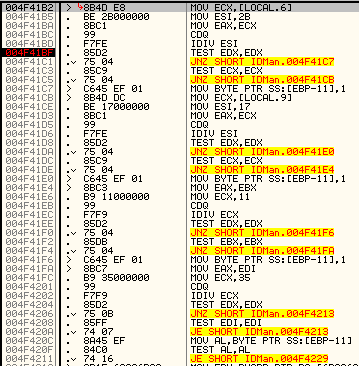 004F41B2 > 8B4D E8 MOV ECX,[LOCAL.6]
004F41B5 . BE 2B000000 MOV ESI,2B
004F41BA . 8BC1 MOV EAX,ECX
004F41BC . 99 CDQ
004F41BD . F7FE IDIV ESI
004F41BF . 85D2 TEST EDX,EDX
004F41C1 . 75 04 JNZ SHORT IDMan.004F41C7
004F41C3 . 85C9 TEST ECX,ECX
004F41C5 . 75 04 JNZ SHORT IDMan.004F41CB
004F41C7 > C645 EF 01 MOV BYTE PTR SS:[EBP-11],1
004F41CB > 8B4D DC MOV ECX,[LOCAL.9]
004F41CE . BE 17000000 MOV ESI,17
004F41D3 . 8BC1 MOV EAX,ECX
004F41D5 . 99 CDQ
004F41D6 . F7FE IDIV ESI
004F41D8 . 85D2 TEST EDX,EDX
004F41DA . 75 04 JNZ SHORT IDMan.004F41E0
004F41DC . 85C9 TEST ECX,ECX
004F41DE . 75 04 JNZ SHORT IDMan.004F41E4
004F41E0 > C645 EF 01 MOV BYTE PTR SS:[EBP-11],1
004F41E4 > 8BC3 MOV EAX,EBX
004F41E6 . B9 11000000 MOV ECX,11
004F41EB . 99 CDQ
004F41EC . F7F9 IDIV ECX
004F41EE . 85D2 TEST EDX,EDX
004F41F0 . 75 04 JNZ SHORT IDMan.004F41F6
004F41F2 . 85DB TEST EBX,EBX
004F41F4 . 75 04 JNZ SHORT IDMan.004F41FA
004F41F6 > C645 EF 01 MOV BYTE PTR SS:[EBP-11],1
004F41FA > 8BC7 MOV EAX,EDI
004F41FC . B9 35000000 MOV ECX,35
004F4201 . 99 CDQ
004F4202 . F7F9 IDIV ECX
004F4204 . 85D2 TEST EDX,EDX
004F4206 . 75 0B JNZ SHORT IDMan.004F4213
004F4208 . 85FF TEST EDI,EDI
004F420A . 74 07 JE SHORT IDMan.004F4213
004F420C . 8A45 EF MOV AL,BYTE PTR SS:[EBP-11]
004F420F . 84C0 TEST AL,AL
004F4211 . 74 16 JE SHORT IDMan.004F4229